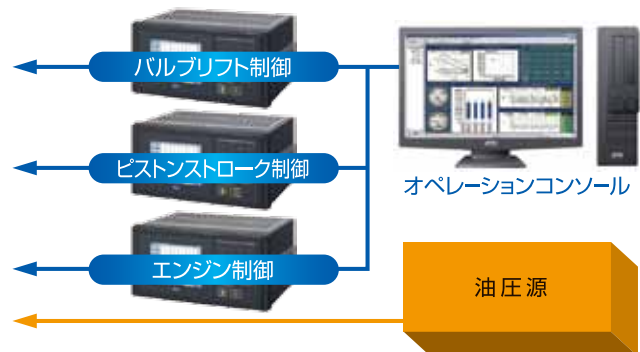 バルブリフト制御
ピストンストローク制御
オペレーションコンソール
エンジン制御
油圧源